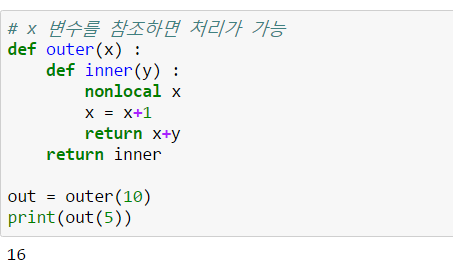 # x 변수를 참조하면 처리가 가능
def outer(x) :
    def inner(y) :
        nonlocal x
        x = x+1
        return x+y
    return inner

out = outer(10)
print(out(5))
16